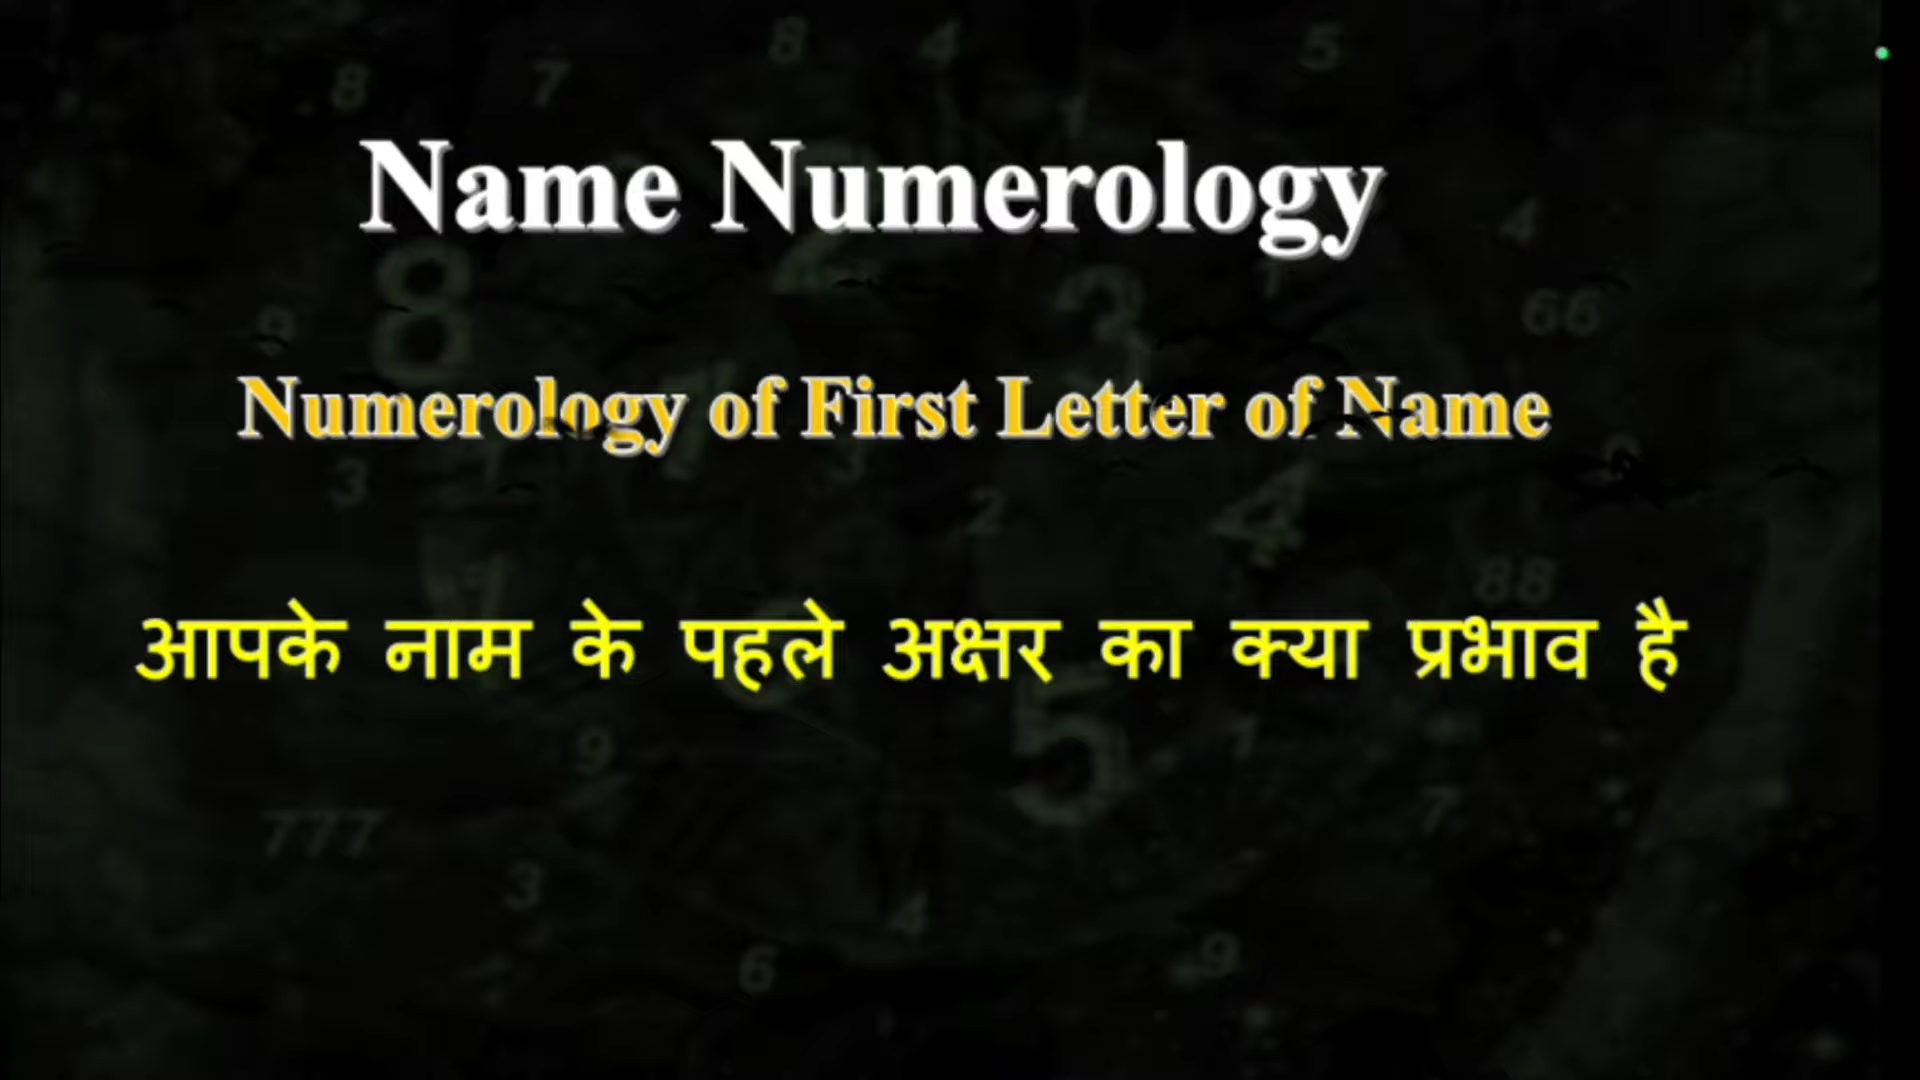 Name Numerology
Numerology of First Letter of Name
आपके नाम के पहले अक्षर का क्या प्रभाव है